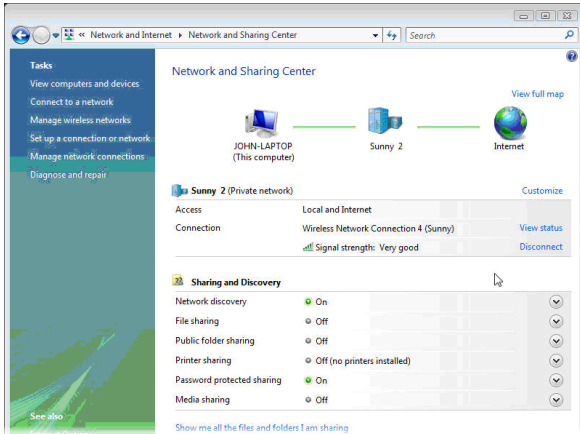 « Network and Internet ▸ Network and Sharing Center
Search
Tasks
View computers and devices
Connect to a network
Manage wireless networks
Set up a connection or network
Manage network connections
Diagnose and repair
See also
Network and Sharing Center
View full map
JOHN-LAPTOP
(This computer)
Sunny 2
Internet
Sunny 2 (Private network)
Customize
Access
Local and Internet
Connection
Wireless Network Connection 4 (Sunny)
View status
Signal strength: Very good
Disconnect
Sharing and Discovery
Network discovery
On
File sharing
Off
Public folder sharing
Off
Printer sharing
Off (no printers installed)
Password protected sharing
On
Media sharing
Off
Show me all the files and folders I am sharing